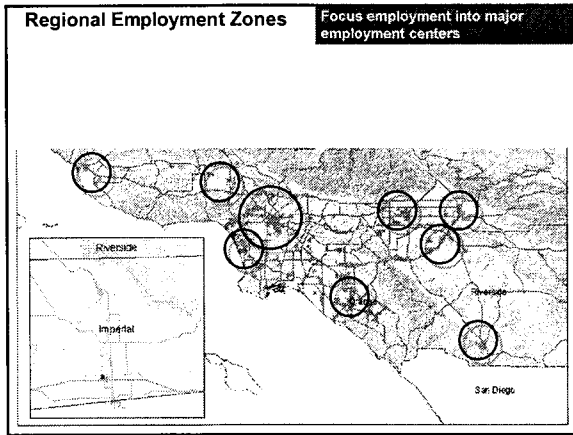 Regional Employment Zones
Focus employment into major
employment centers
Riverside
Imperial
Riverside
San Diego